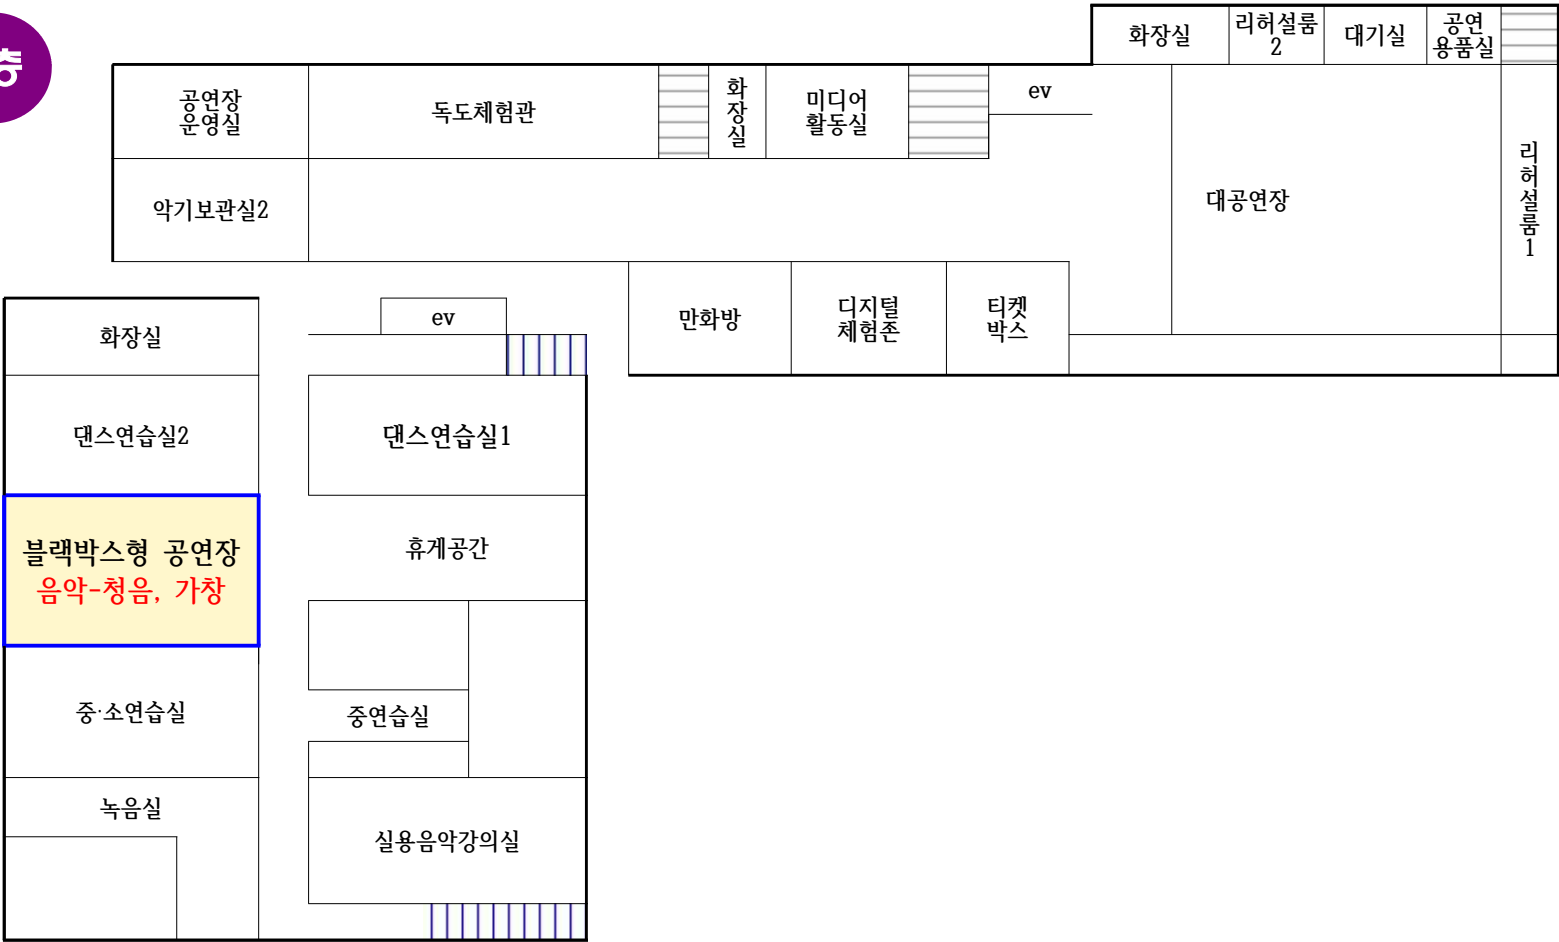 층
화장실
리허설룸
2
대기실
공연
용품실
공연장
운영실
독도체험관
화
장
실
미디어
활동실
ev
악기보관실2
대공연장
리
허
설
룸
1
만화방
디지털
체험존
티켓
박스
화장실
ev
댄스연습실2
댄스연습실1
블랙박스형 공연장
음악-청음, 가창
휴게공간
중·소연습실
중연습실
녹음실
실용음악강의실